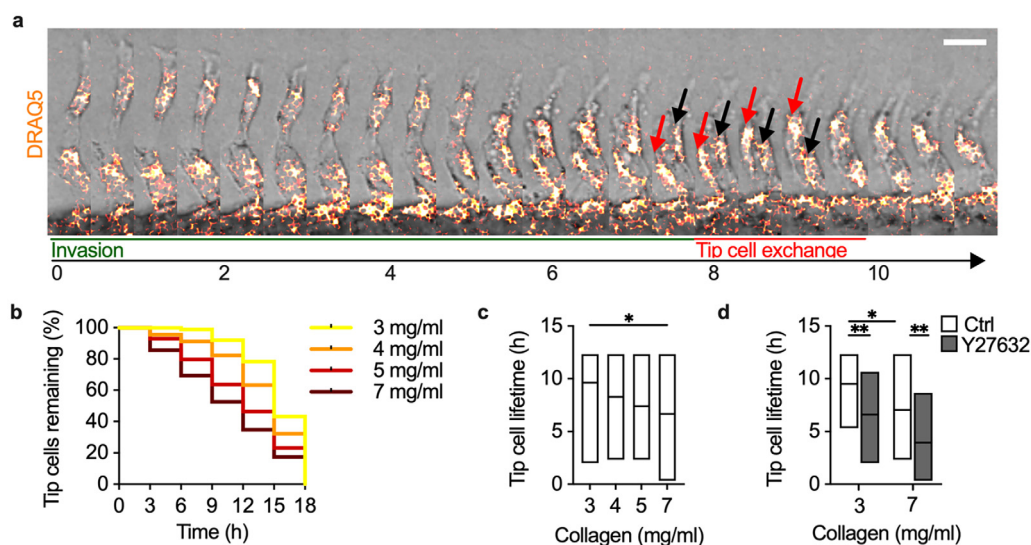 a
DRAQ5
Invasion
Tip cell exchange
0 2 4 6 8 10
b
Tip cells remaining (%)
100
80
60
40
20
0
0 3 6 9 12 15 18
Time (h)
3 mg/ml
4 mg/ml
5 mg/ml
7 mg/ml
c
Tip cell lifetime (h)
15
10
5
0
*
3 4 5 7
Collagen (mg/ml)
d
Tip cell lifetime (h)
15
10
5
0
*
** **
Ctrl
Y27632
3 7
Collagen (mg/ml)